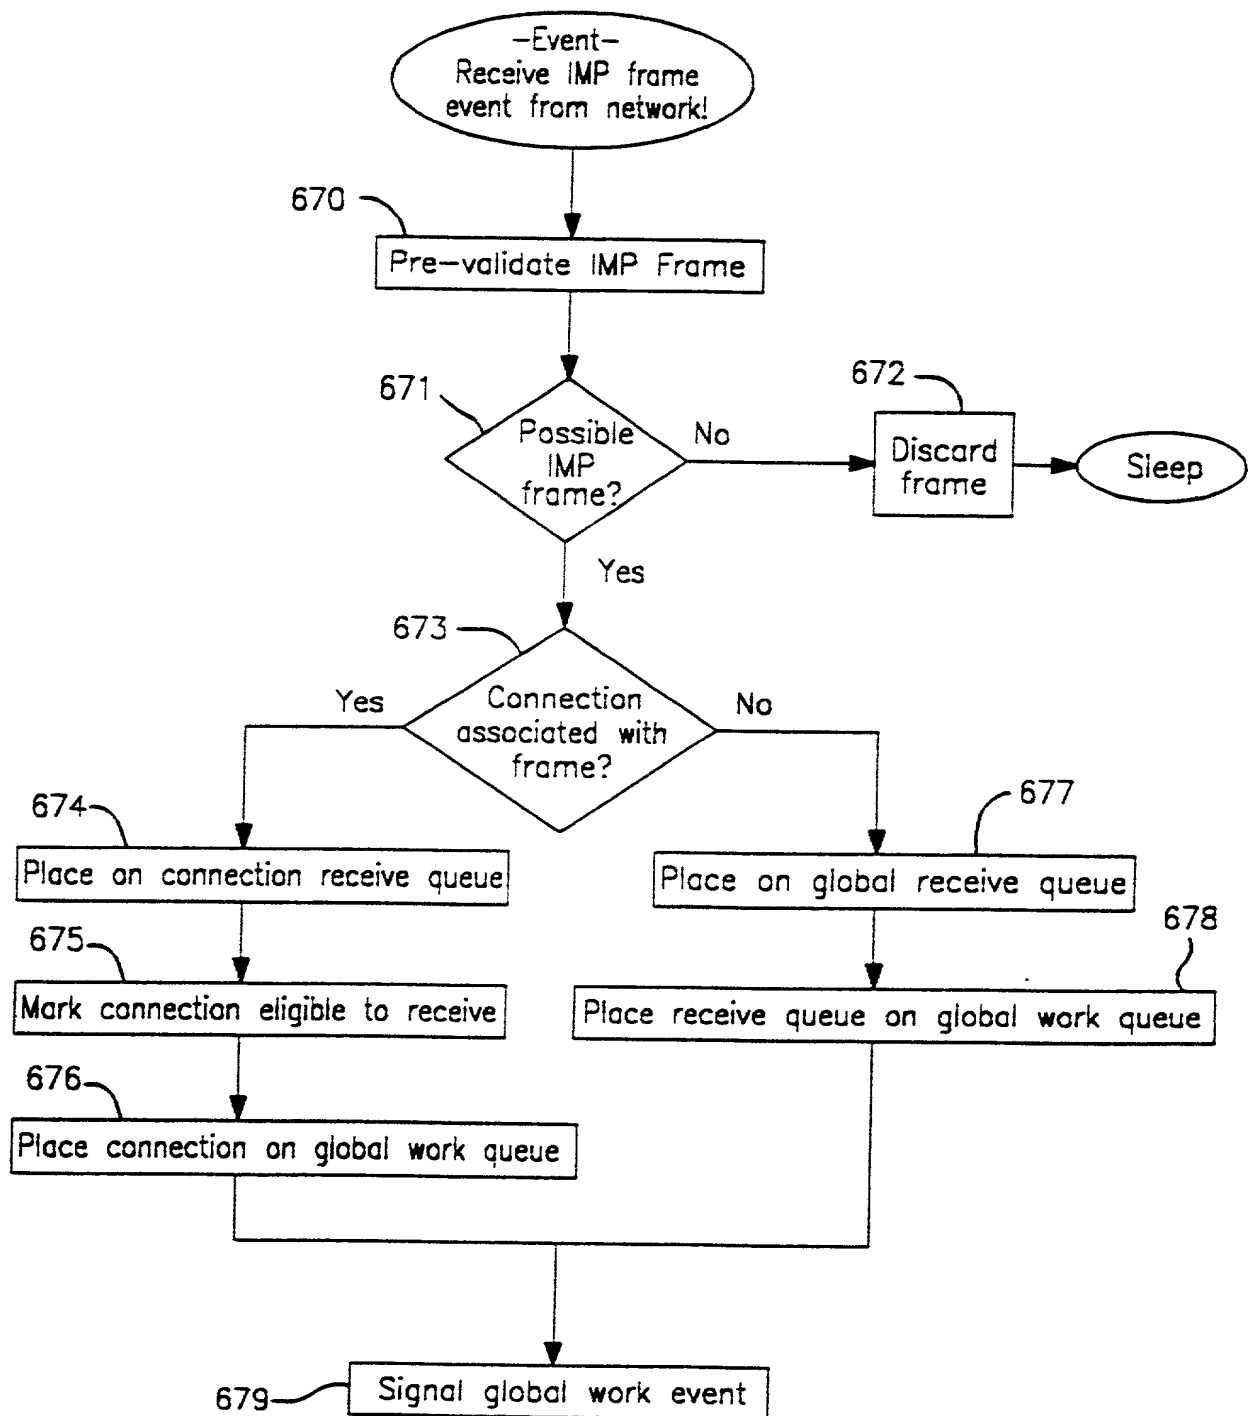 -Event-
Receive IMP frame
event from network!
670
Pre-validate IMP Frame
671
Possible
IMP
frame?
No
672
Discard
frame
Sleep
Yes
673
Connection
associated with
frame?
Yes
No
674
Place on connection receive queue
677
Place on global receive queue
675
Mark connection eligible to receive
678
Place receive queue on global work queue
676
Place connection on global work queue
679
Signal global work event